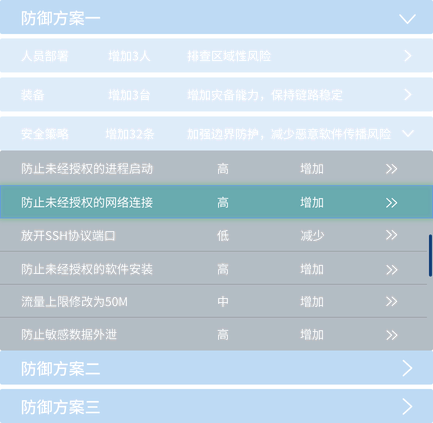 防御方案一
人员部署 增加3人 排查区域性风险
装备 增加3台 增加灾备能力，保持链路稳定
安全策略 增加32条 加强边界防护，减少恶意软件传播风险
防止未经授权的进程启动 高 增加
防止未经授权的网络连接 高 增加
放开SSH协议端口 低 减少
防止未经授权的软件安装 高 增加
流量上限修改为50M 中 增加
防止敏感数据外泄 高 增加
防御方案二
防御方案三